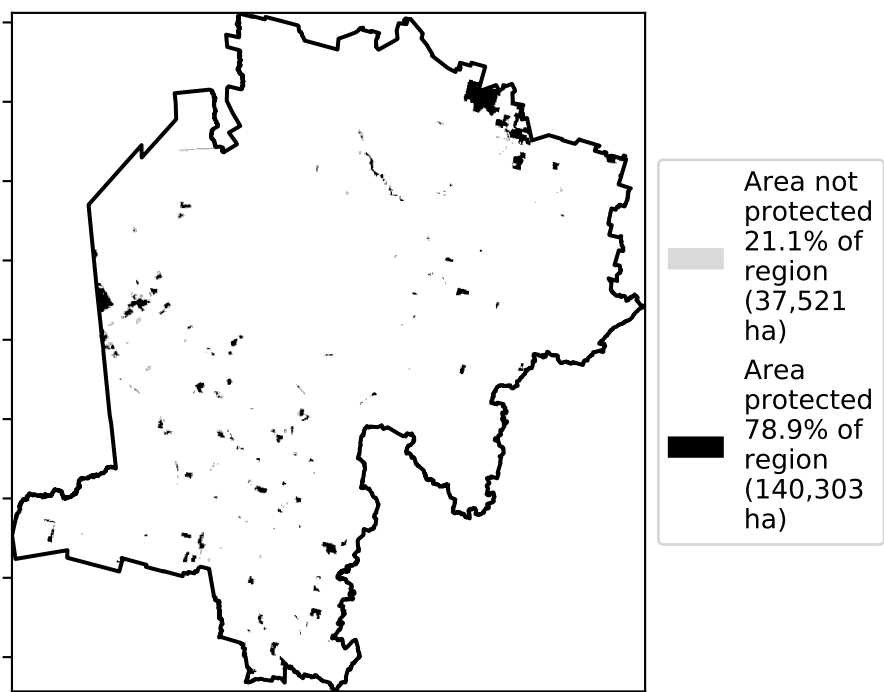 Area not
protected
21.1% of
region
(37,521
ha)
Area
protected
78.9% of
region
(140,303
ha)